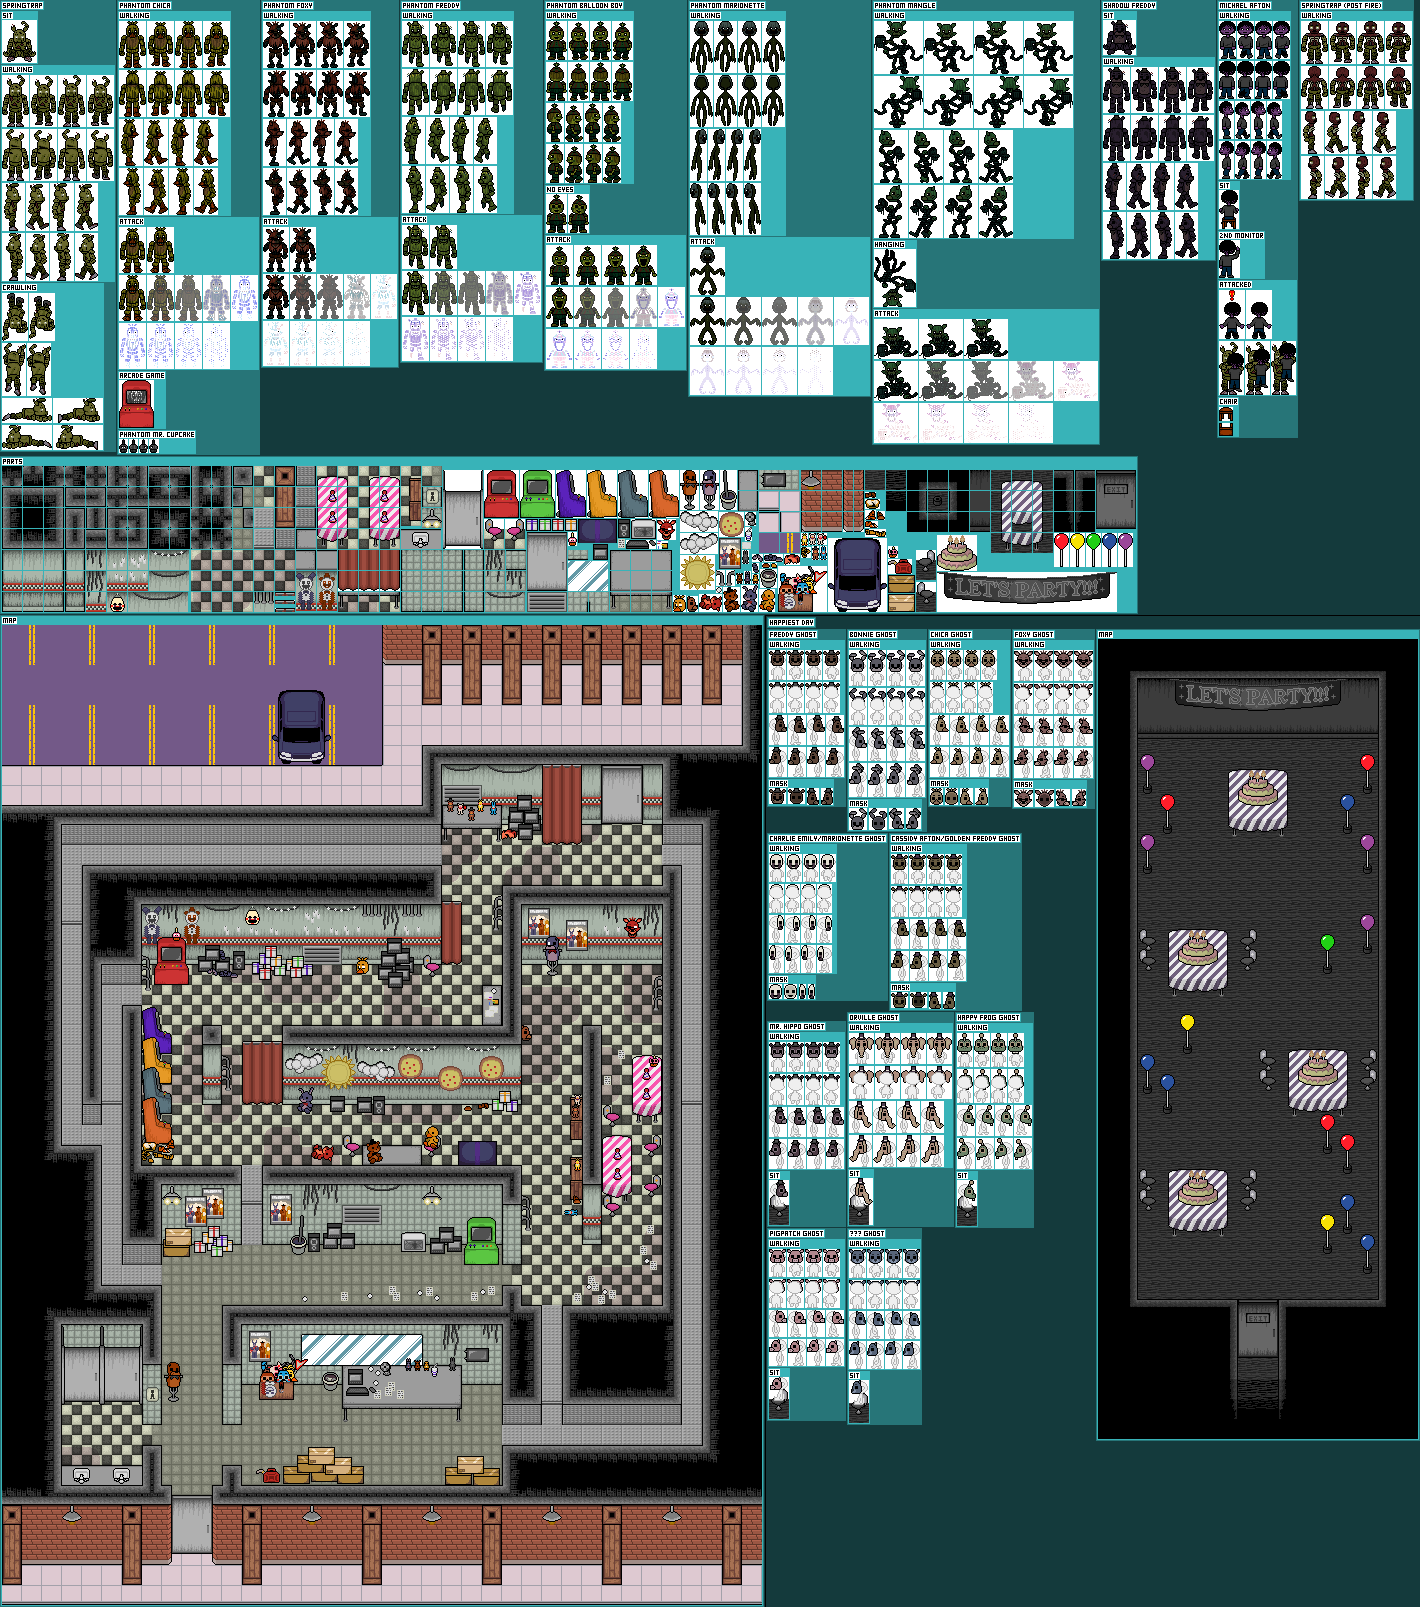 SPRINGTRAP
SIT
WALKING
CRAWLING
PHANTOM CHICA
WALKING
ATTACK
ARCADE GAME
PHANTOM MR. CUPCAKE
PHANTOM FOXY
WALKING
ATTACK
PHANTOM FREDDY
WALKING
ATTACK
PHANTOM BALLOON BOY
WALKING
NO EYES
ATTACK
PHANTOM MARIONETTE
WALKING
ATTACK
PHANTOM MANGLE
WALKING
HANGING
ATTACK
SHADOW FREDDY
SIT
WALKING
MICHAEL AFTON
WALKING
SIT
2ND MONITOR
ATTACKED
CHAIR
SPRINGTRAP (POST FIRE)
WALKING
PARTS
EXIT
LET'S PARTY!!!
MAP
HAPPIEST DAY
FREDDY GHOST
WALKING
MASK
BONNIE GHOST
WALKING
MASK
CHICA GHOST
WALKING
MASK
FOXY GHOST
WALKING
MASK
CHARLIE EMILY/MARIONETTE GHOST
WALKING
MASK
CASSIDY AFTON/GOLDEN FREDDY GHOST
WALKING
MASK
MR. HIPPO GHOST
WALKING
SIT
ORVILLE GHOST
WALKING
SIT
HAPPY FROG GHOST
WALKING
SIT
PIGPATCH GHOST
WALKING
SIT
??? GHOST
WALKING
SIT
MAP
LET'S PARTY!!!
EXIT